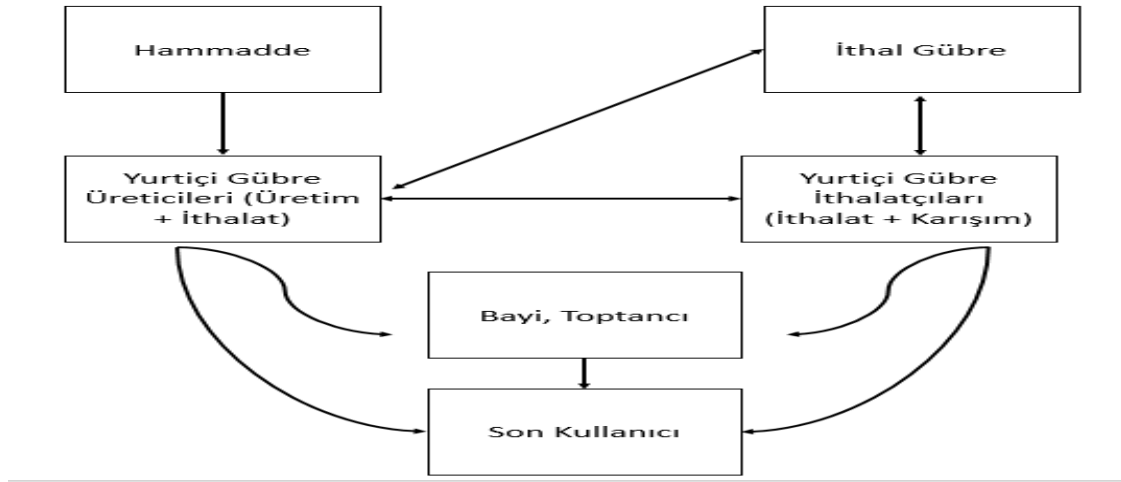 Hammadde
İthal Gübre
Yurtiçi Gübre
Üreticileri (Üretim
+ İthalat)
Yurtiçi Gübre
İthalatçıları
(İthalat + Karışım)
Bayi, Toptancı
Son Kullanıcı